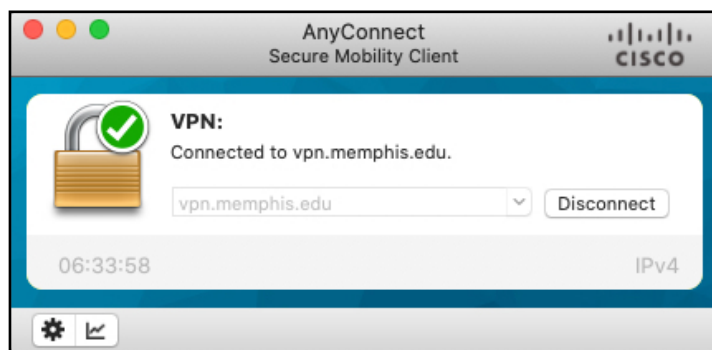 AnyConnect
Secure Mobility Client
CISCO
VPN:
Connected to vpn.memphis.edu.
vpn.memphis.edu
Disconnect
06:33:58
IPv4